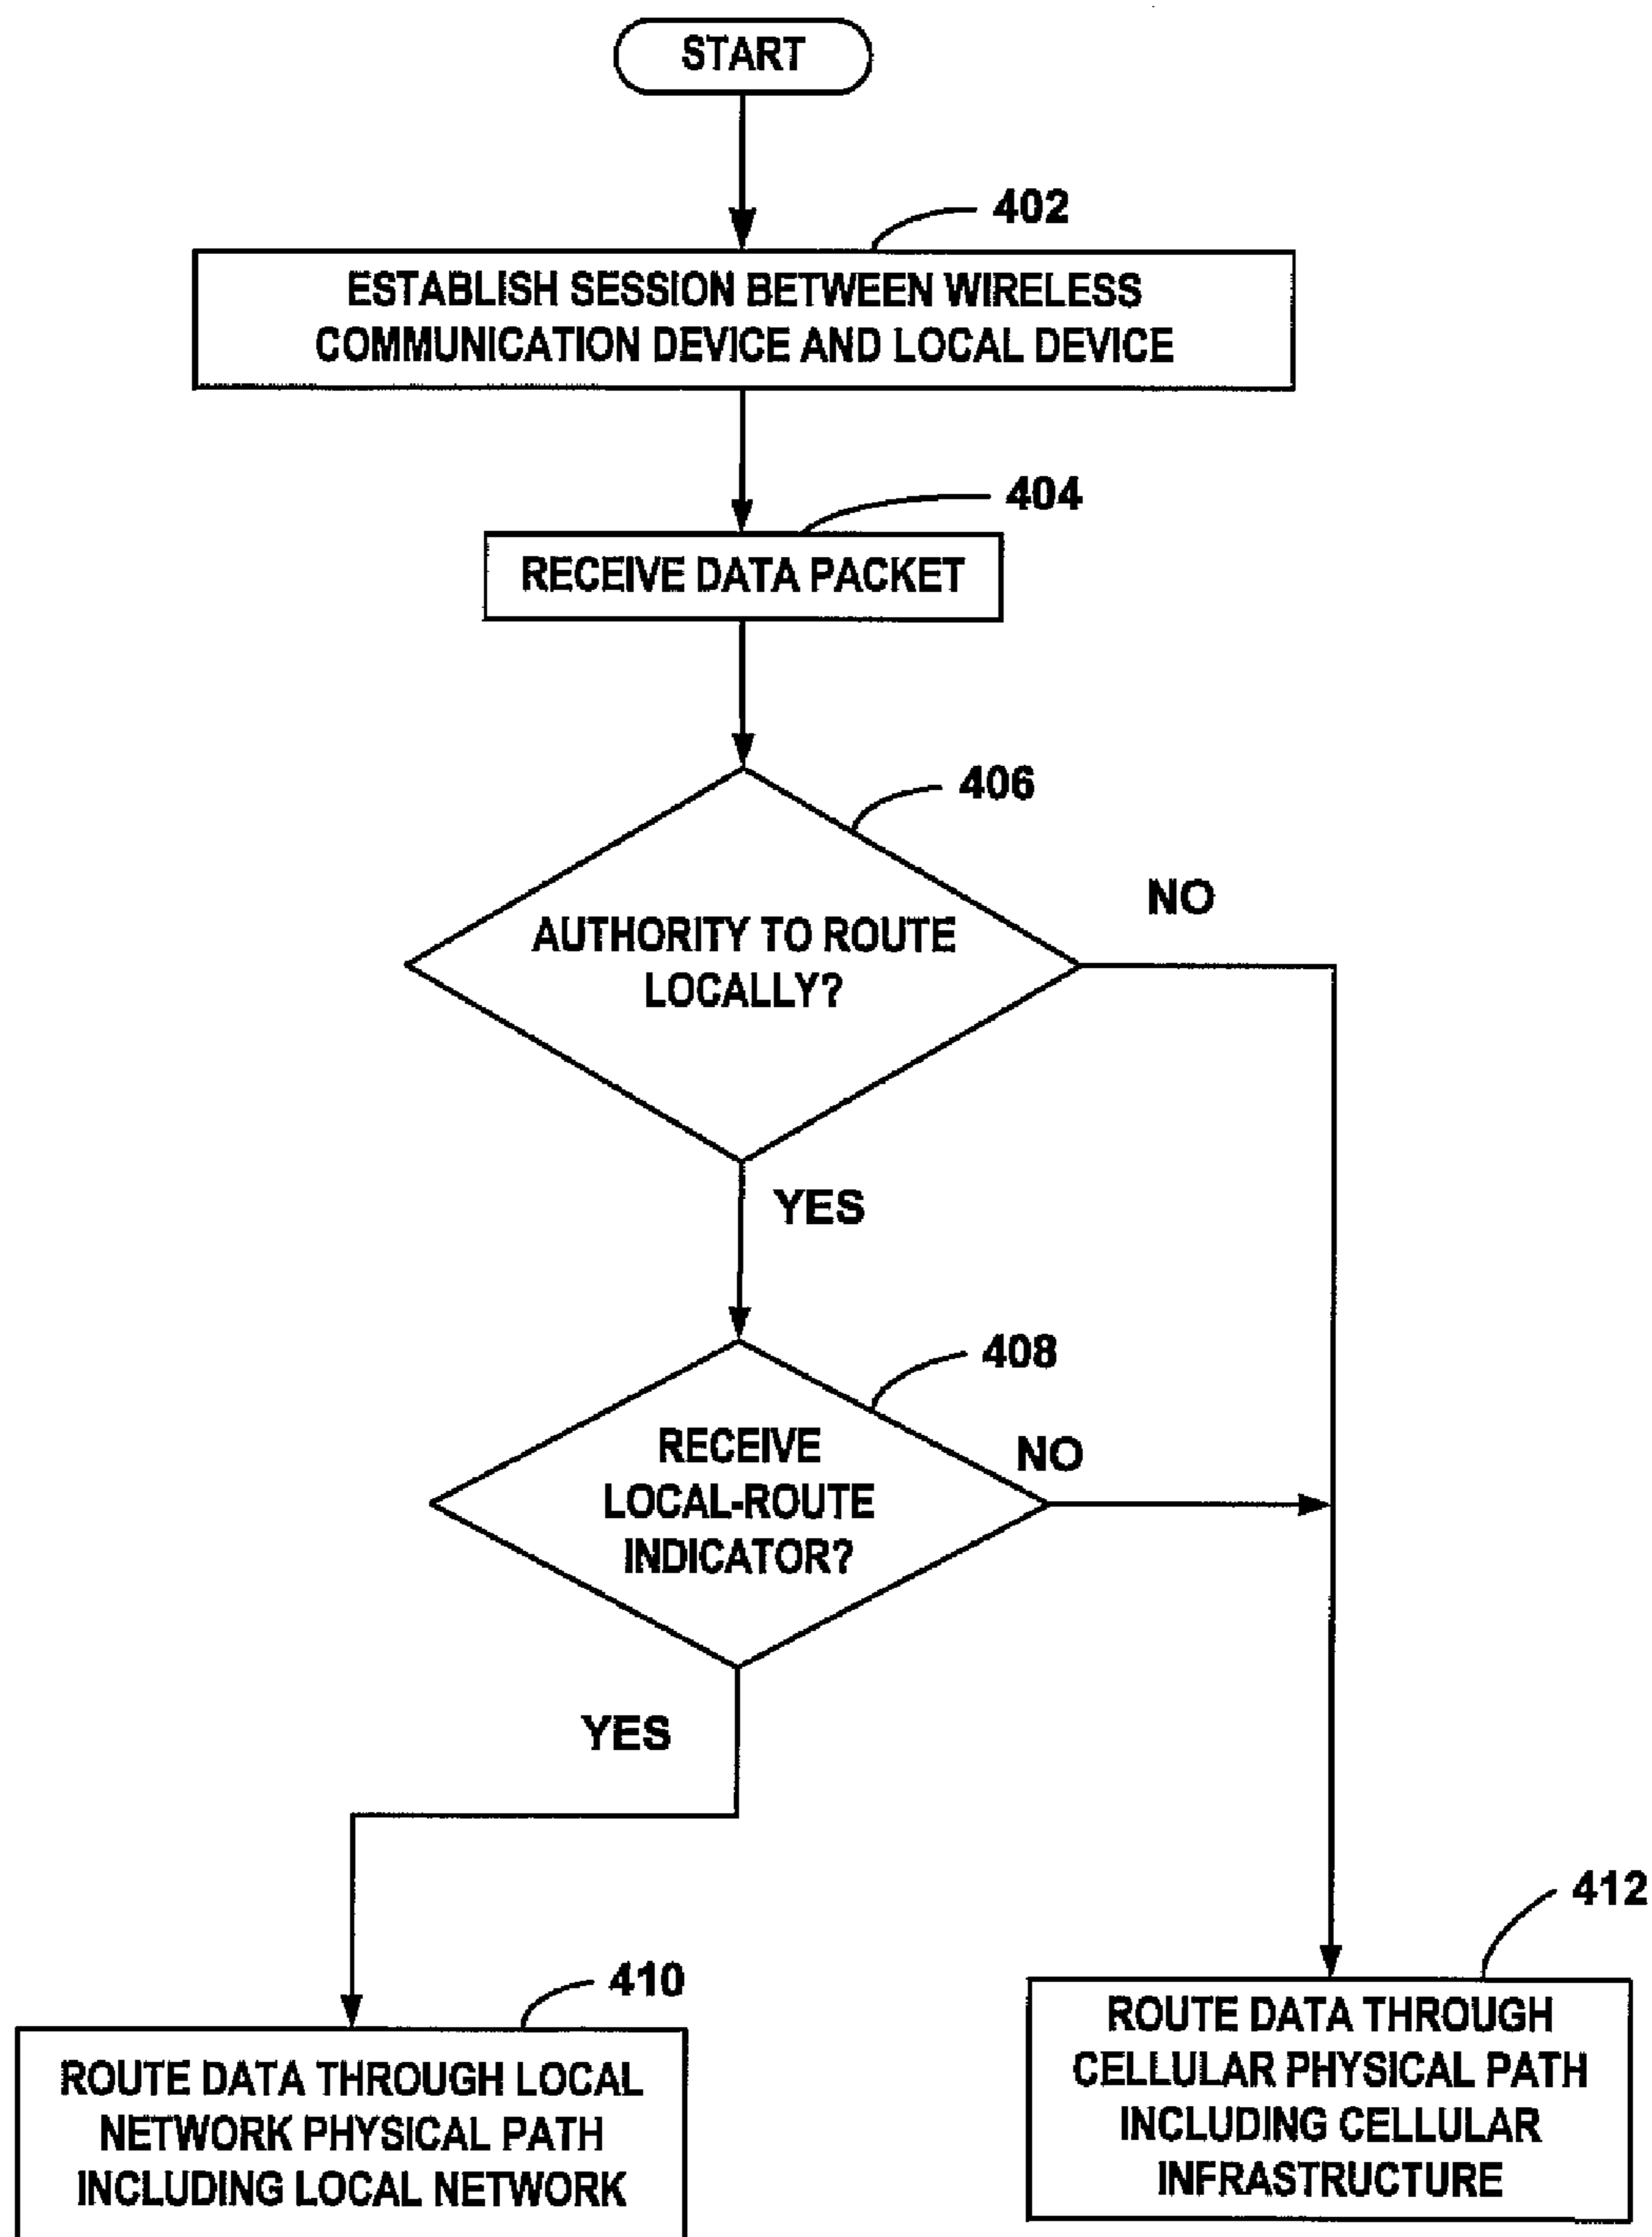 START
402
ESTABLISH SESSION BETWEEN WIRELESS
COMMUNICATION DEVICE AND LOCAL DEVICE
404
RECEIVE DATA PACKET
406
NO
AUTHORITY TO ROUTE
LOCALLY?
YES
408
RECEIVE
LOCAL-ROUTE
INDICATOR?
NO
YES
410
ROUTE DATA THROUGH LOCAL
NETWORK PHYSICAL PATH
INCLUDING LOCAL NETWORK
412
ROUTE DATA THROUGH
CELLULAR PHYSICAL PATH
INCLUDING CELLULAR
INFRASTRUCTURE